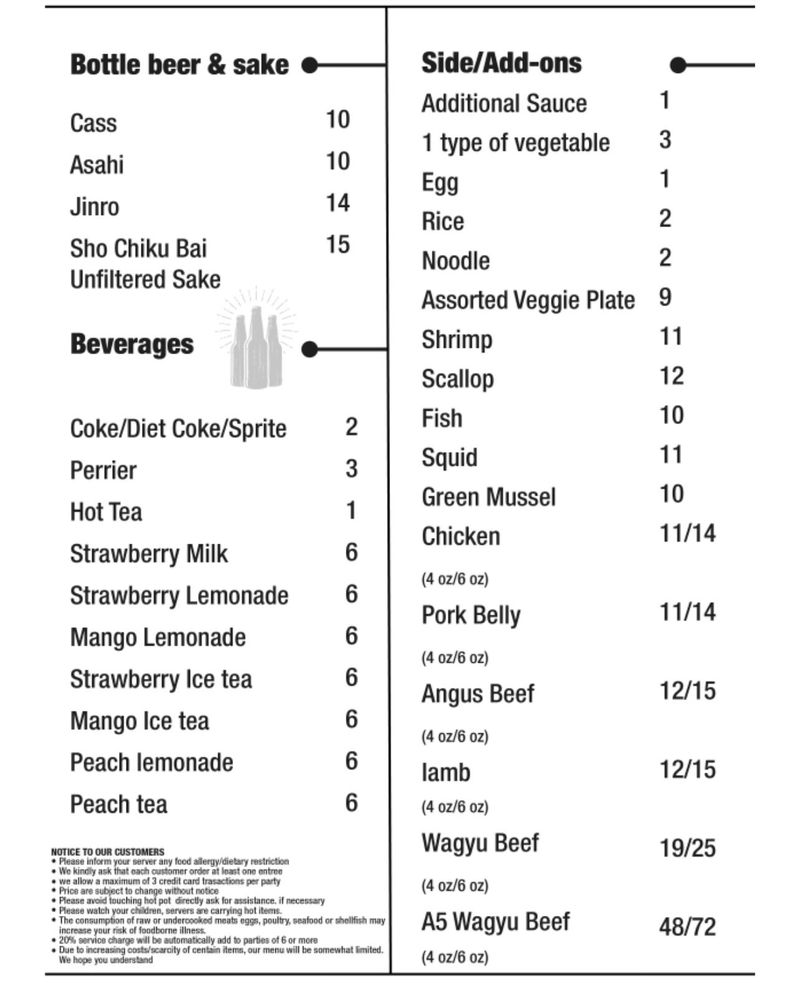 Bottle beer & sake
Cass 10
Asahi 10
Jinro 14
Sho Chiku Bai 15
Unfiltered Sake
Beverages
Coke/Diet Coke/Sprite 2
Perrier 3
Hot Tea 1
Strawberry Milk 6
Strawberry Lemonade 6
Mango Lemonade 6
Strawberry Ice tea 6
Mango Ice tea 6
Peach lemonade 6
Peach tea 6
NOTICE TO OUR CUSTOMERS
• Please inform your server any food allergy/dietary restriction
• We kindly ask that each customer order at least one entree
• we allow a maximum of 3 credit card trasactions per party
• Price are subject to change without notice
• Please avoid touching hot pot directly ask for assistance. if necessary
• Please watch your children, servers are carrying hot items.
• The consumption of raw or undercooked meats eggs, poultry, seafood or shellfish may
increase your risk of foodborne illness.
• 20% service charge will be automatically add to parties of 6 or more
• Due to increasing costs/scarcity of centain items, our menu will be somewhat limited.
We hope you understand
Side/Add-ons
Additional Sauce 1
1 type of vegetable 3
Egg 1
Rice 2
Noodle 2
Assorted Veggie Plate 9
Shrimp 11
Scallop 12
Fish 10
Squid 11
Green Mussel 10
Chicken 11/14
(4 oz/6 oz)
Pork Belly 11/14
(4 oz/6 oz)
Angus Beef 12/15
(4 oz/6 oz)
lamb 12/15
(4 oz/6 oz)
Wagyu Beef 19/25
(4 oz/6 oz)
A5 Wagyu Beef 48/72
(4 oz/6 oz)